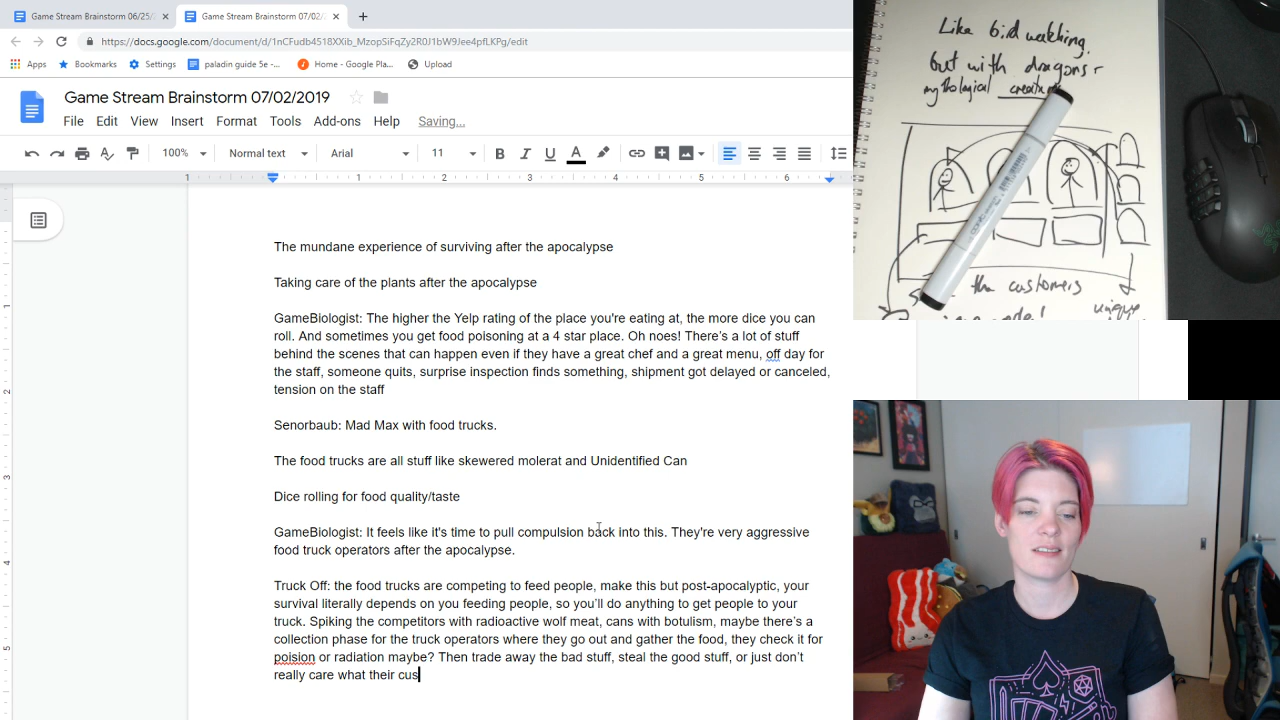 Game Stream Brainstorm 06/25/
Game Stream Brainstorm 07/02/
https://docs.google.com/document/d/1nCFudb4518XXib_MzopSiFqZy2R0J1bW9Jee4pfLKPg/edit
Apps Bookmarks Settings paladin guide 5e -... Home - Google Pla... Upload
Game Stream Brainstorm 07/02/2019
File Edit View Insert Format Tools Add-ons Help Saving...
100% Normal text Arial 11 B I U A
1 1 2 3 4 5 6
The mundane experience of surviving after the apocalypse
Taking care of the plants after the apocalypse
GameBiologist: The higher the Yelp rating of the place you're eating at, the more dice you can
roll. And sometimes you get food poisoning at a 4 star place. Oh noes! There's a lot of stuff
behind the scenes that can happen even if they have a great chef and a great menu, off day for
the staff, someone quits, surprise inspection finds something, shipment got delayed or canceled,
tension on the staff
Senorbaub: Mad Max with food trucks.
The food trucks are all stuff like skewered molerat and Unidentified Can
Dice rolling for food quality/taste
GameBiologist: It feels like it's time to pull compulsion back into this. They're very aggressive
food truck operators after the apocalypse.
Truck Off: the food trucks are competing to feed people, make this but post-apocalyptic, your
survival literally depends on you feeding people, so you'll do anything to get people to your
truck. Spiking the competitors with radioactive wolf meat, cans with botulism, maybe there's a
collection phase for the truck operators where they go out and gather the food, they check it for
poision or radiation maybe? Then trade away the bad stuff, steal the good stuff, or just don't
really care what their cus
1
2
3
4
5
Like bird watching,
but with dragons +
mythological
the customers
unique